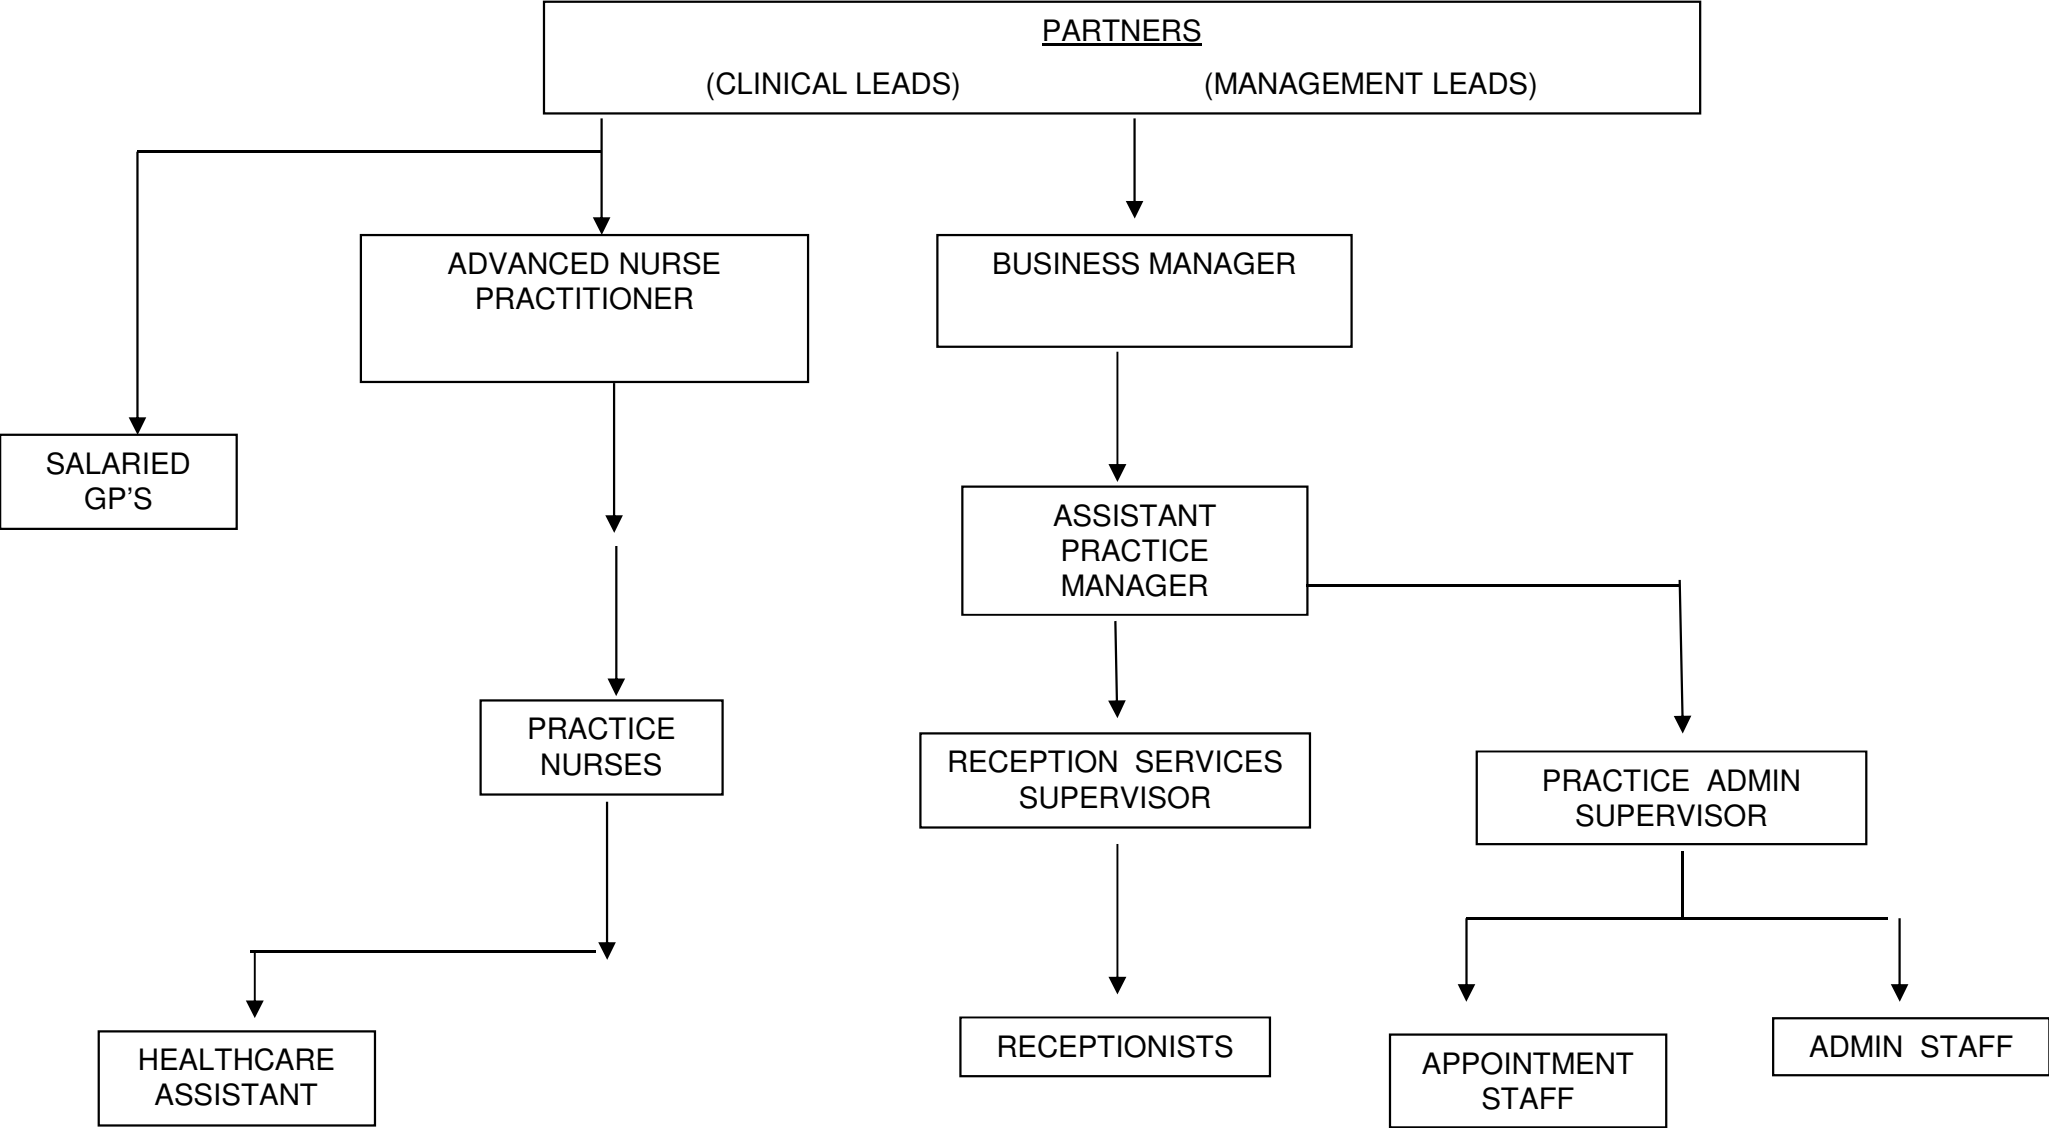 PARTNERS
(CLINICAL LEADS) (MANAGEMENT LEADS)
ADVANCED NURSE
PRACTITIONER
BUSINESS MANAGER
SALARIED
GP’S
ASSISTANT
PRACTICE
MANAGER
PRACTICE
NURSES
RECEPTION SERVICES
SUPERVISOR
PRACTICE ADMIN
SUPERVISOR
HEALTHCARE
ASSISTANT
RECEPTIONISTS
APPOINTMENT
STAFF
ADMIN STAFF